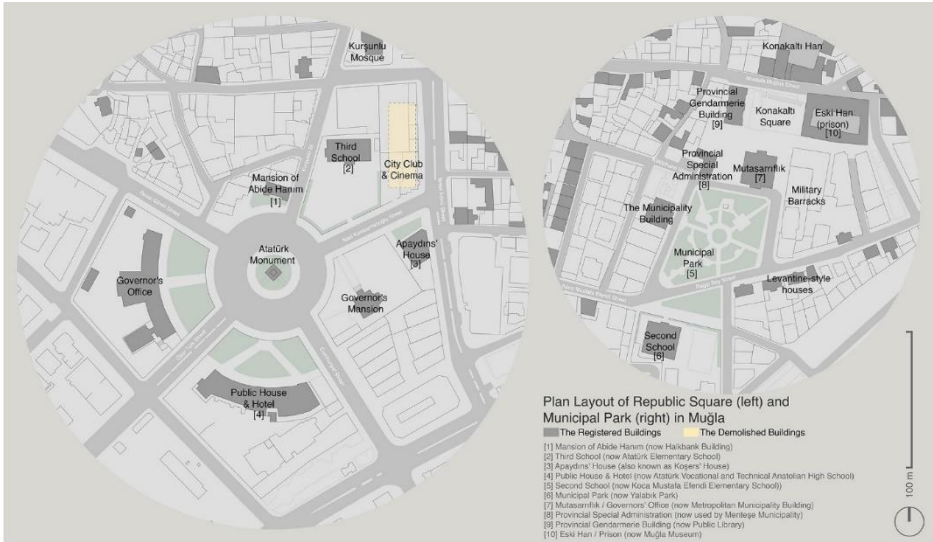 Kurşunlu
Mosque
Third
School
[2]
City Club
& Cinema
Mansion of
Abide Hanım
[1]
Atatürk
Monument
Apaydıns'
House
[3]
Governor's
Office
Governor's
Mansion
Public House
& Hotel
[4]
Konakaltı Han
Provincial
Gendarmerie
Building
[9]
Konakaltı
Square
Eski Han
(prison)
[10]
Provincial
Special
Administration
[8]
Mutasarrıflık
[7]
Military
Barracks
The Municipality
Building
Municipal
Park
[5]
Levantine-style
houses
Second
School
[6]
Plan Layout of Republic Square (left) and
Municipal Park (right) in Muğla
The Registered Buildings The Demolished Buildings
[1] Mansion of Abide Hanım (now Halkbank Building)
[2] Third School (now Atatürk Elementary School)
[3] Apaydıns' House (also known as Koşers' House)
[4] Public House & Hotel (now Atatürk Vocational and Technical Anatolian High School)
[5] Second School (now Koca Mustafa Efendi Elementary School))
[6] Municipal Park (now Yalabık Park)
[7] Mutasarrıflık / Governors' Office (now Metropolitan Municipality Building)
[8] Provincial Special Administration (now used by Menteşe Municipality)
[9] Provincial Gendarmerie Building (now Public Library)
[10] Eski Han / Prison (now Muğla Museum)
100 m